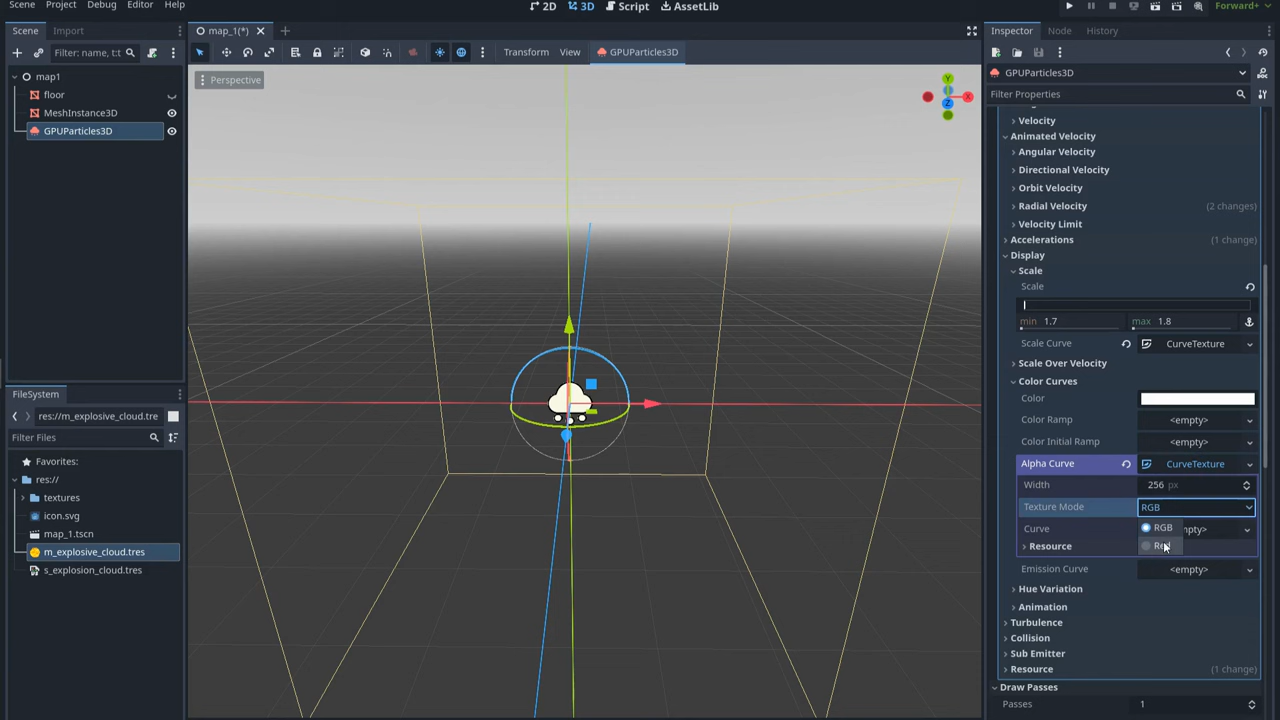 Scene Project Debug Editor Help
2D 3D Script AssetLib
Forward+
Scene Import
map_1(*)
Inspector Node History
Filter: name, t:t
Transform View GPUParticles3D
map1
Perspective
Y
X
Z
GPUParticles3D
floor
Filter Properties
MeshInstance3D
GPUParticles3D
Velocity
Animated Velocity
Angular Velocity
Directional Velocity
Orbit Velocity
Radial Velocity (2 changes)
Velocity Limit
Accelerations (1 change)
Display
Scale
Scale
min 1.7 max 1.8
Scale Curve CurveTexture
Scale Over Velocity
Color Curves
Color
Color Ramp <empty>
Color Initial Ramp <empty>
Alpha Curve CurveTexture
Width 256 px
Texture Mode RGB
RGB
Curve
Resource
Emission Curve <empty>
Hue Variation
Animation
Turbulence
Collision
Sub Emitter
Resource (1 change)
Draw Passes
Passes 1
FileSystem
res://m_explosive_cloud.tre
Filter Files
Favorites:
res://
textures
icon.svg
map_1.tscn
m_explosive_cloud.tres
s_explosion_cloud.tres